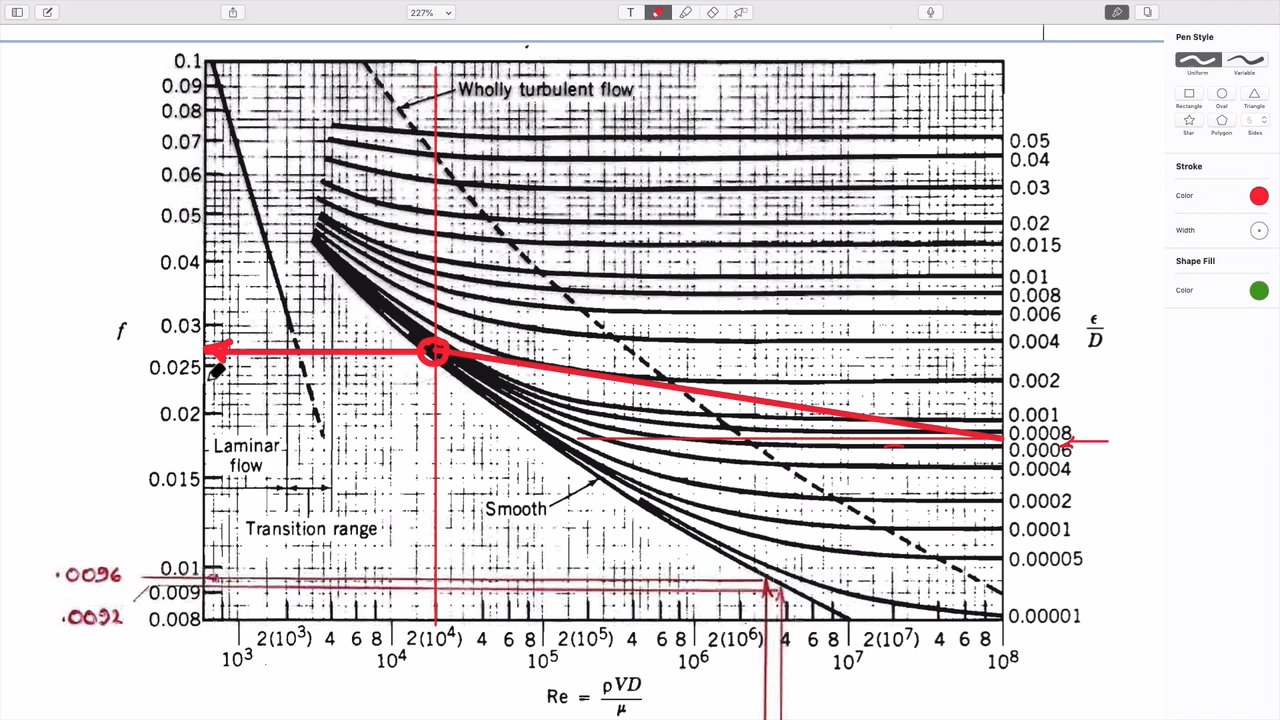 227%
T
Pen Style
Uniform
Variable
Rectangle
Oval
Triangle
Star
Polygon
5
Sides
Stroke
Color
Width
Shape Fill
Color
0.1
0.09
0.08
0.07
0.06
0.05
0.04
0.03
0.025
0.02
0.015
0.01
0.009
0.008
f
Wholly turbulent flow
Laminar
flow
Transition range
Smooth
.0096
.0092
0.05
0.04
0.03
0.02
0.015
0.01
0.008
0.006
0.004
0.002
0.001
0.0008
0.0006
0.0004
0.0002
0.0001
0.00005
0.00001
ϵ
D
2(10³) 4 6 8 2(10⁴) 4 6 8 2(10⁵) 4 6 8 2(10⁶) 4 6 8 2(10⁷) 4 6 8
10³ 10⁴ 10⁵ 10⁶ 10⁷ 10⁸
Re = ρVD
μ